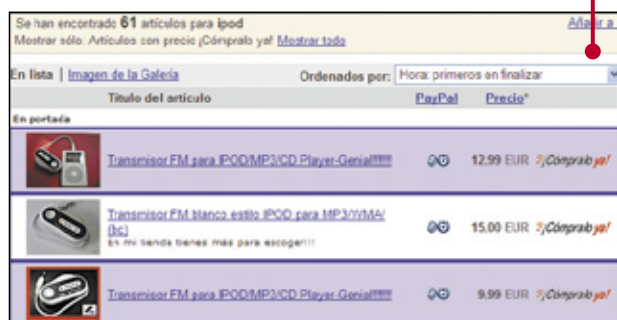 Se han encontrado 61 artículos para ipod
Añadir a
Mostrar sólo: Artículos con precio ¡Cómpralo ya! Mostrar todo
En lista | Imagen de la Galería
Ordenados por: Hora: primeros en finalizar
Título del artículo PayPal Precio*
En portada
Transmisor FM para IPOD/MP3/CD Player-Genial!!!!!!! 12.99 EUR ¡Cómpralo ya!
Transmisor FM blanco estilo IPOD para MP3/WMA/
(bc)
En mi tienda tienes más para escoger!!! 15,00 EUR ¡Cómpralo ya!
Transmisor FM para IPOD/MP3/CD Player-Genial!!!!!!! 9.99 EUR ¡Cómpralo ya!